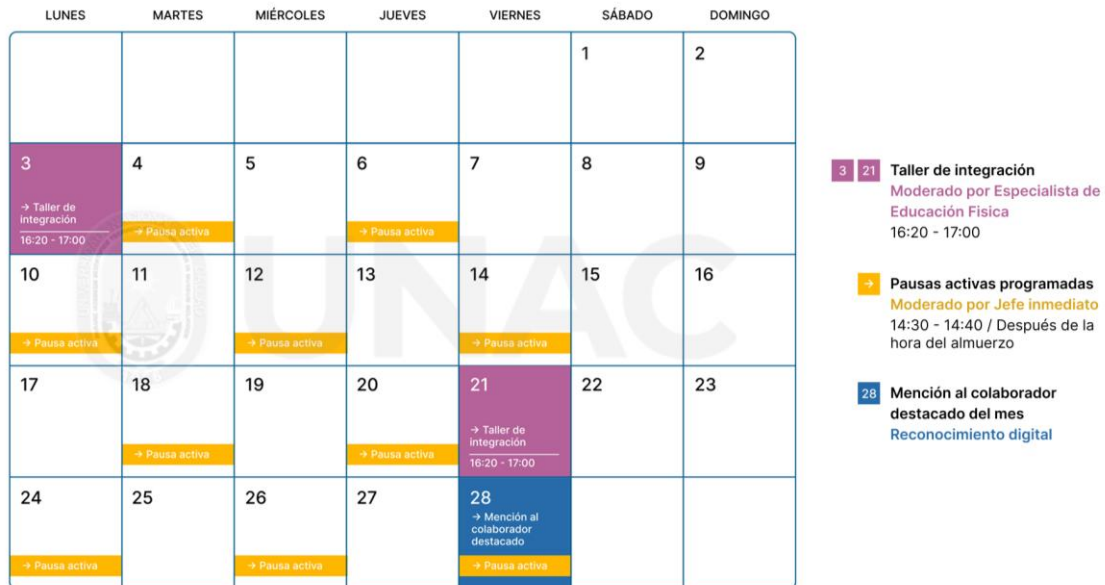 LUNES MARTES MIÉRCOLES JUEVES VIERNES SÁBADO DOMINGO
1 2
3 4 5 6 7 8 9
→ Taller de
integración
16:20 - 17:00
→ Pausa activa → Pausa activa
10 11 12 13 14 15 16
→ Pausa activa → Pausa activa → Pausa activa
17 18 19 20 21 22 23
→ Taller de
integración
16:20 - 17:00
→ Pausa activa → Pausa activa
24 25 26 27 28
→ Mención al
colaborador
destacado
→ Pausa activa → Pausa activa → Pausa activa
UNAC
3 21 Taller de integración
Moderado por Especialista de
Educación Fisica
16:20 - 17:00
→ Pausas activas programadas
Moderado por Jefe inmediato
14:30 - 14:40 / Después de la
hora del almuerzo
28 Mención al colaborador
destacado del mes
Reconocimiento digital